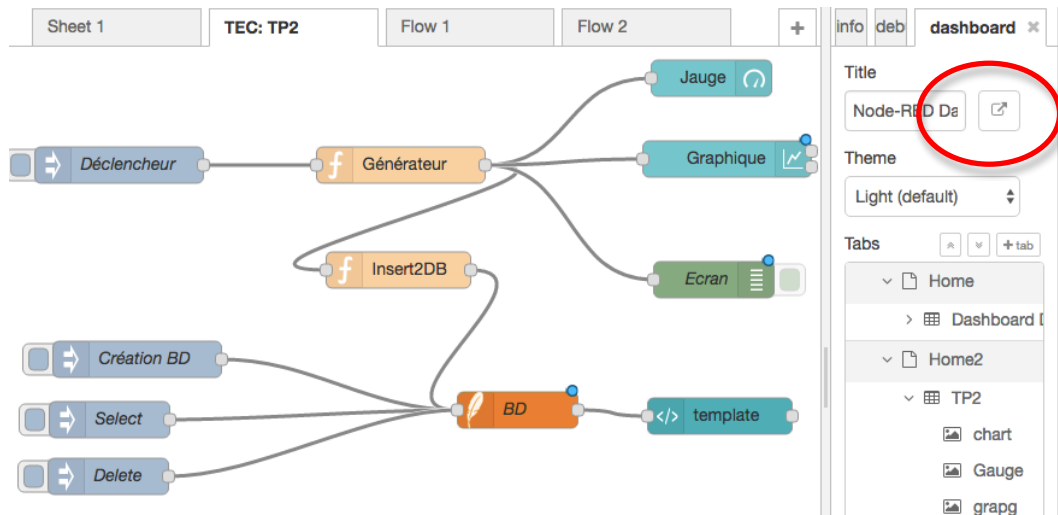 Sheet 1
TEC: TP2
Flow 1
Flow 2
+
info
deb
dashboard ×
Title
Node-RED Da
Theme
Light (default)
Tabs
+ tab
Home
Dashboard D
Home2
TP2
chart
Gauge
grapg
Jauge
Déclencheur
f Générateur
Graphique
f Insert2DB
Ecran
Création BD
Select
BD
</> template
Delete